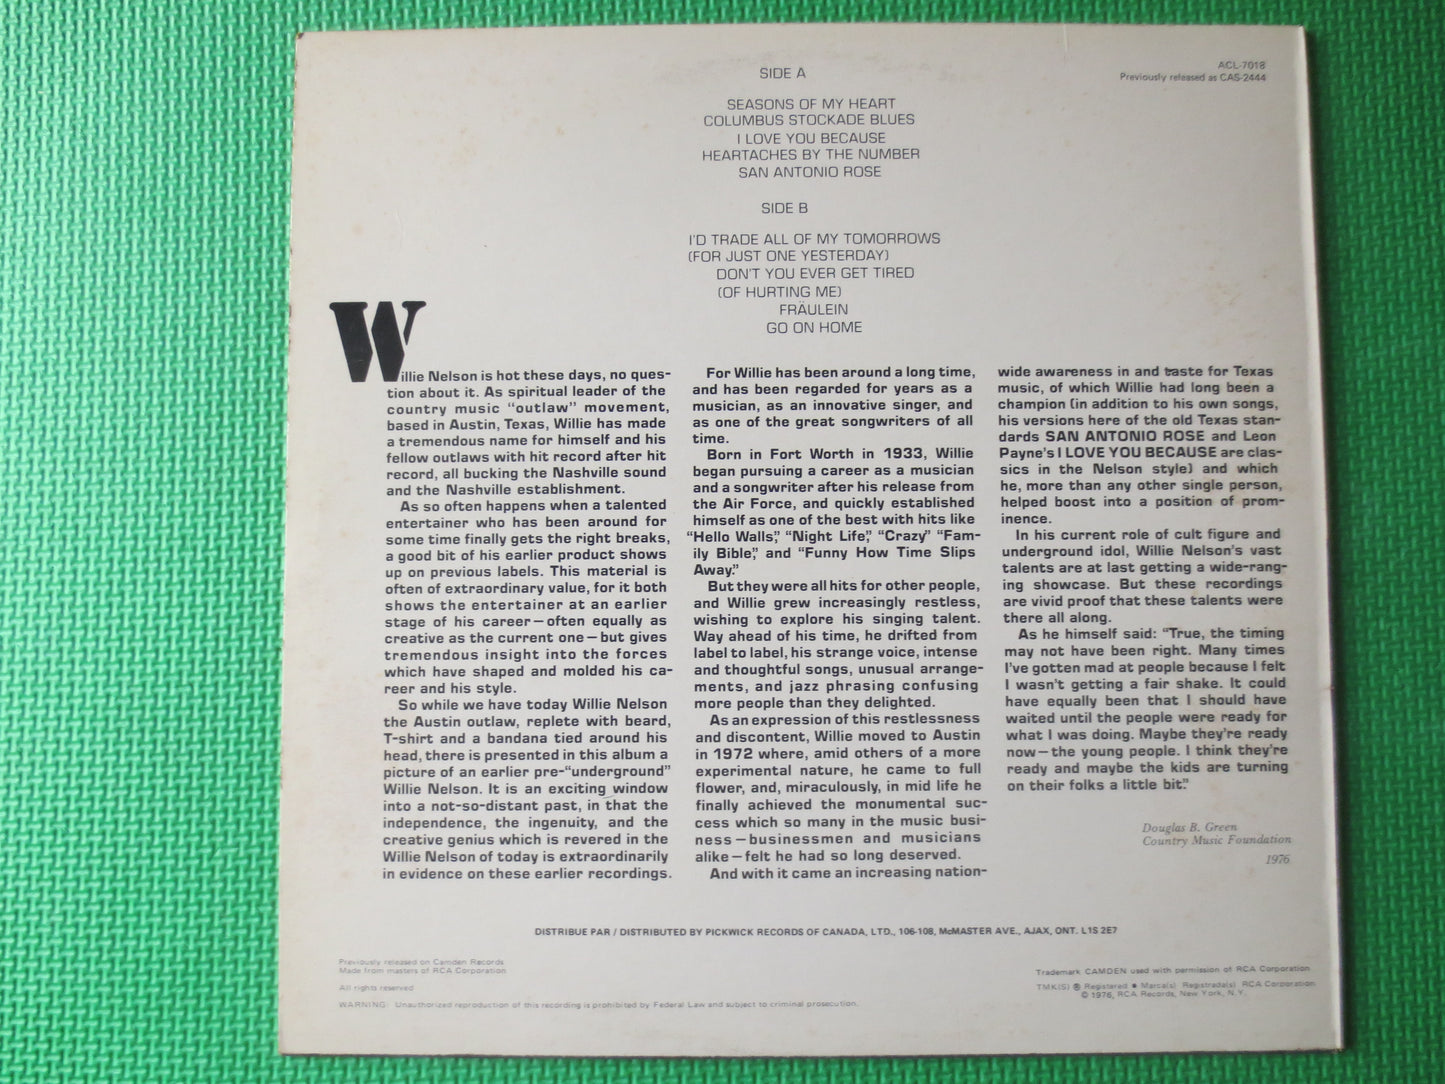 ACL-7018
Previously released as CAS-2444
SIDE A
SEASONS OF MY HEART
COLUMBUS STOCKADE BLUES
I LOVE YOU BECAUSE
HEARTACHES BY THE NUMBER
SAN ANTONIO ROSE
SIDE B
I'D TRADE ALL OF MY TOMORROWS
(FOR JUST ONE YESTERDAY)
DON'T YOU EVER GET TIRED
(OF HURTING ME)
FRÄULEIN
GO ON HOME
Willie Nelson is hot these days, no ques-
tion about it. As spiritual leader of the
country music "outlaw" movement,
based in Austin, Texas, Willie has made
a tremendous name for himself and his
fellow outlaws with hit record after hit
record, all bucking the Nashville sound
and the Nashville establishment.
As so often happens when a talented
entertainer who has been around for
some time finally gets the right breaks,
a good bit of his earlier product shows
up on previous labels. This material is
often of extraordinary value, for it both
shows the entertainer at an earlier
stage of his career—often equally as
creative as the current one—but gives
tremendous insight into the forces
which have shaped and molded his ca-
reer and his style.
So while we have today Willie Nelson
the Austin outlaw, replete with beard,
T-shirt and a bandana tied around his
head, there is presented in this album a
picture of an earlier pre-"underground"
Willie Nelson. It is an exciting window
into a not-so-distant past, in that the
independence, the ingenuity, and the
creative genius which is revered in the
Willie Nelson of today is extraordinarily
in evidence on these earlier recordings.
For Willie has been around a long time,
and has been regarded for years as a
musician, as an innovative singer, and
as one of the great songwriters of all
time.
Born in Fort Worth in 1933, Willie
began pursuing a career as a musician
and a songwriter after his release from
the Air Force, and quickly established
himself as one of the best with hits like
"Hello Walls," "Night Life," "Crazy" "Fam-
ily Bible," and "Funny How Time Slips
Away."
But they were all hits for other people,
and Willie grew increasingly restless,
wishing to explore his singing talent.
Way ahead of his time, he drifted from
label to label, his strange voice, intense
and thoughtful songs, unusual arrange-
ments, and jazz phrasing confusing
more people than they delighted.
As an expression of this restlessness
and discontent, Willie moved to Austin
in 1972 where, amid others of a more
experimental nature, he came to full
flower, and, miraculously, in mid life he
finally achieved the monumental suc-
cess which so many in the music busi-
ness—businessmen and musicians
alike—felt he had so long deserved.
And with it came an increasing nation-
wide awareness in and taste for Texas
music, of which Willie had long been a
champion (in addition to his own songs,
his versions here of the old Texas stan-
dards SAN ANTONIO ROSE and Leon
Payne's I LOVE YOU BECAUSE are clas-
sics in the Nelson style) and which
he, more than any other single person,
helped boost into a position of prom-
inence.
In his current role of cult figure and
underground idol, Willie Nelson's vast
talents are at last getting a wide-rang-
ing showcase. But these recordings
are vivid proof that these talents were
there all along.
As he himself said: "True, the timing
may not have been right. Many times
I've gotten mad at people because I felt
I wasn't getting a fair shake. It could
have equally been that I should have
waited until the people were ready for
what I was doing. Maybe they're ready
now—the young people. I think they're
ready and maybe the kids are turning
on their folks a little bit."
Douglas B. Green
Country Music Foundation
1976
DISTRIBUE PAR / DISTRIBUTED BY PICKWICK RECORDS OF CANADA, LTD., 106-108, McMASTER AVE., AJAX, ONT. L1S 2E7
Previously released on Camden Records
Made from masters of RCA Corporation
All rights reserved
WARNING: Unauthorized reproduction of this recording is prohibited by Federal Law and subject to criminal prosecution.
Trademark CAMDEN used with permission of RCA Corporation
TMK(S) ® Registered • Marca(s) Registrada(s) RCA Corporation
© 1976, RCA Records, New York, N.Y.